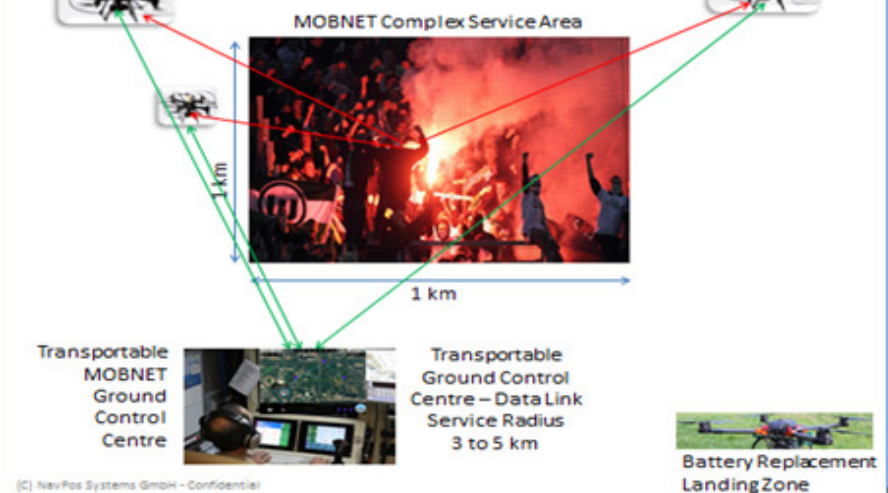 MOBNET Complex Service Area
1 km
1 km
Transportable
MOBNET
Ground
Control
Centre
Transportable
Ground Control
Centre – Data Link
Service Radius
3 to 5 km
Battery Replacement
Landing Zone
(C) NavPos Systems GmbH - Confidential